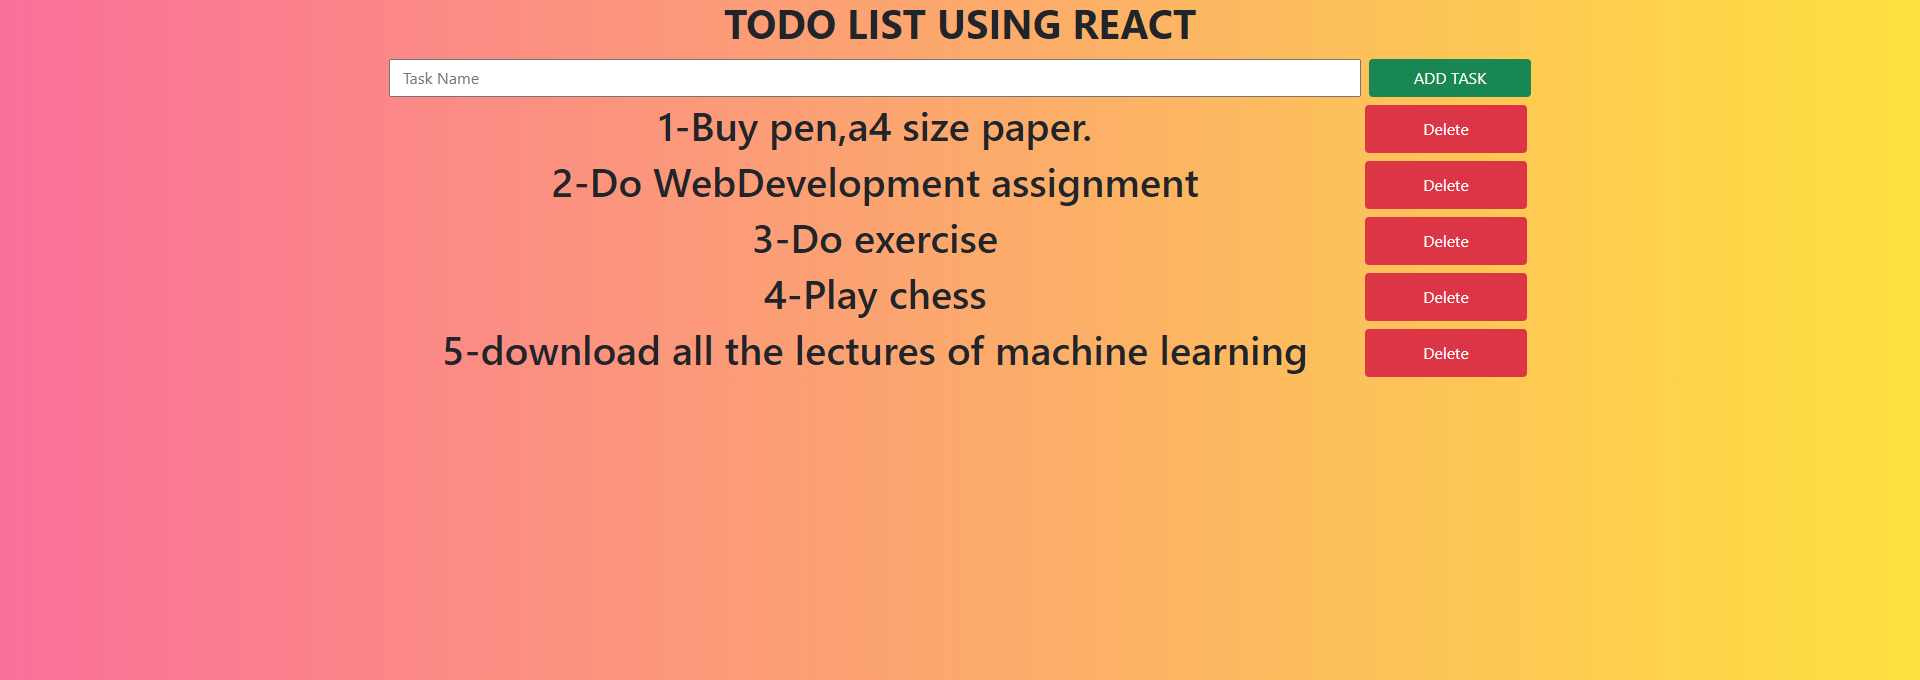 TODO LIST USING REACT
Task Name ADD TASK
1-Buy pen,a4 size paper. Delete
2-Do WebDevelopment assignment Delete
3-Do exercise Delete
4-Play chess Delete
5-download all the lectures of machine learning Delete